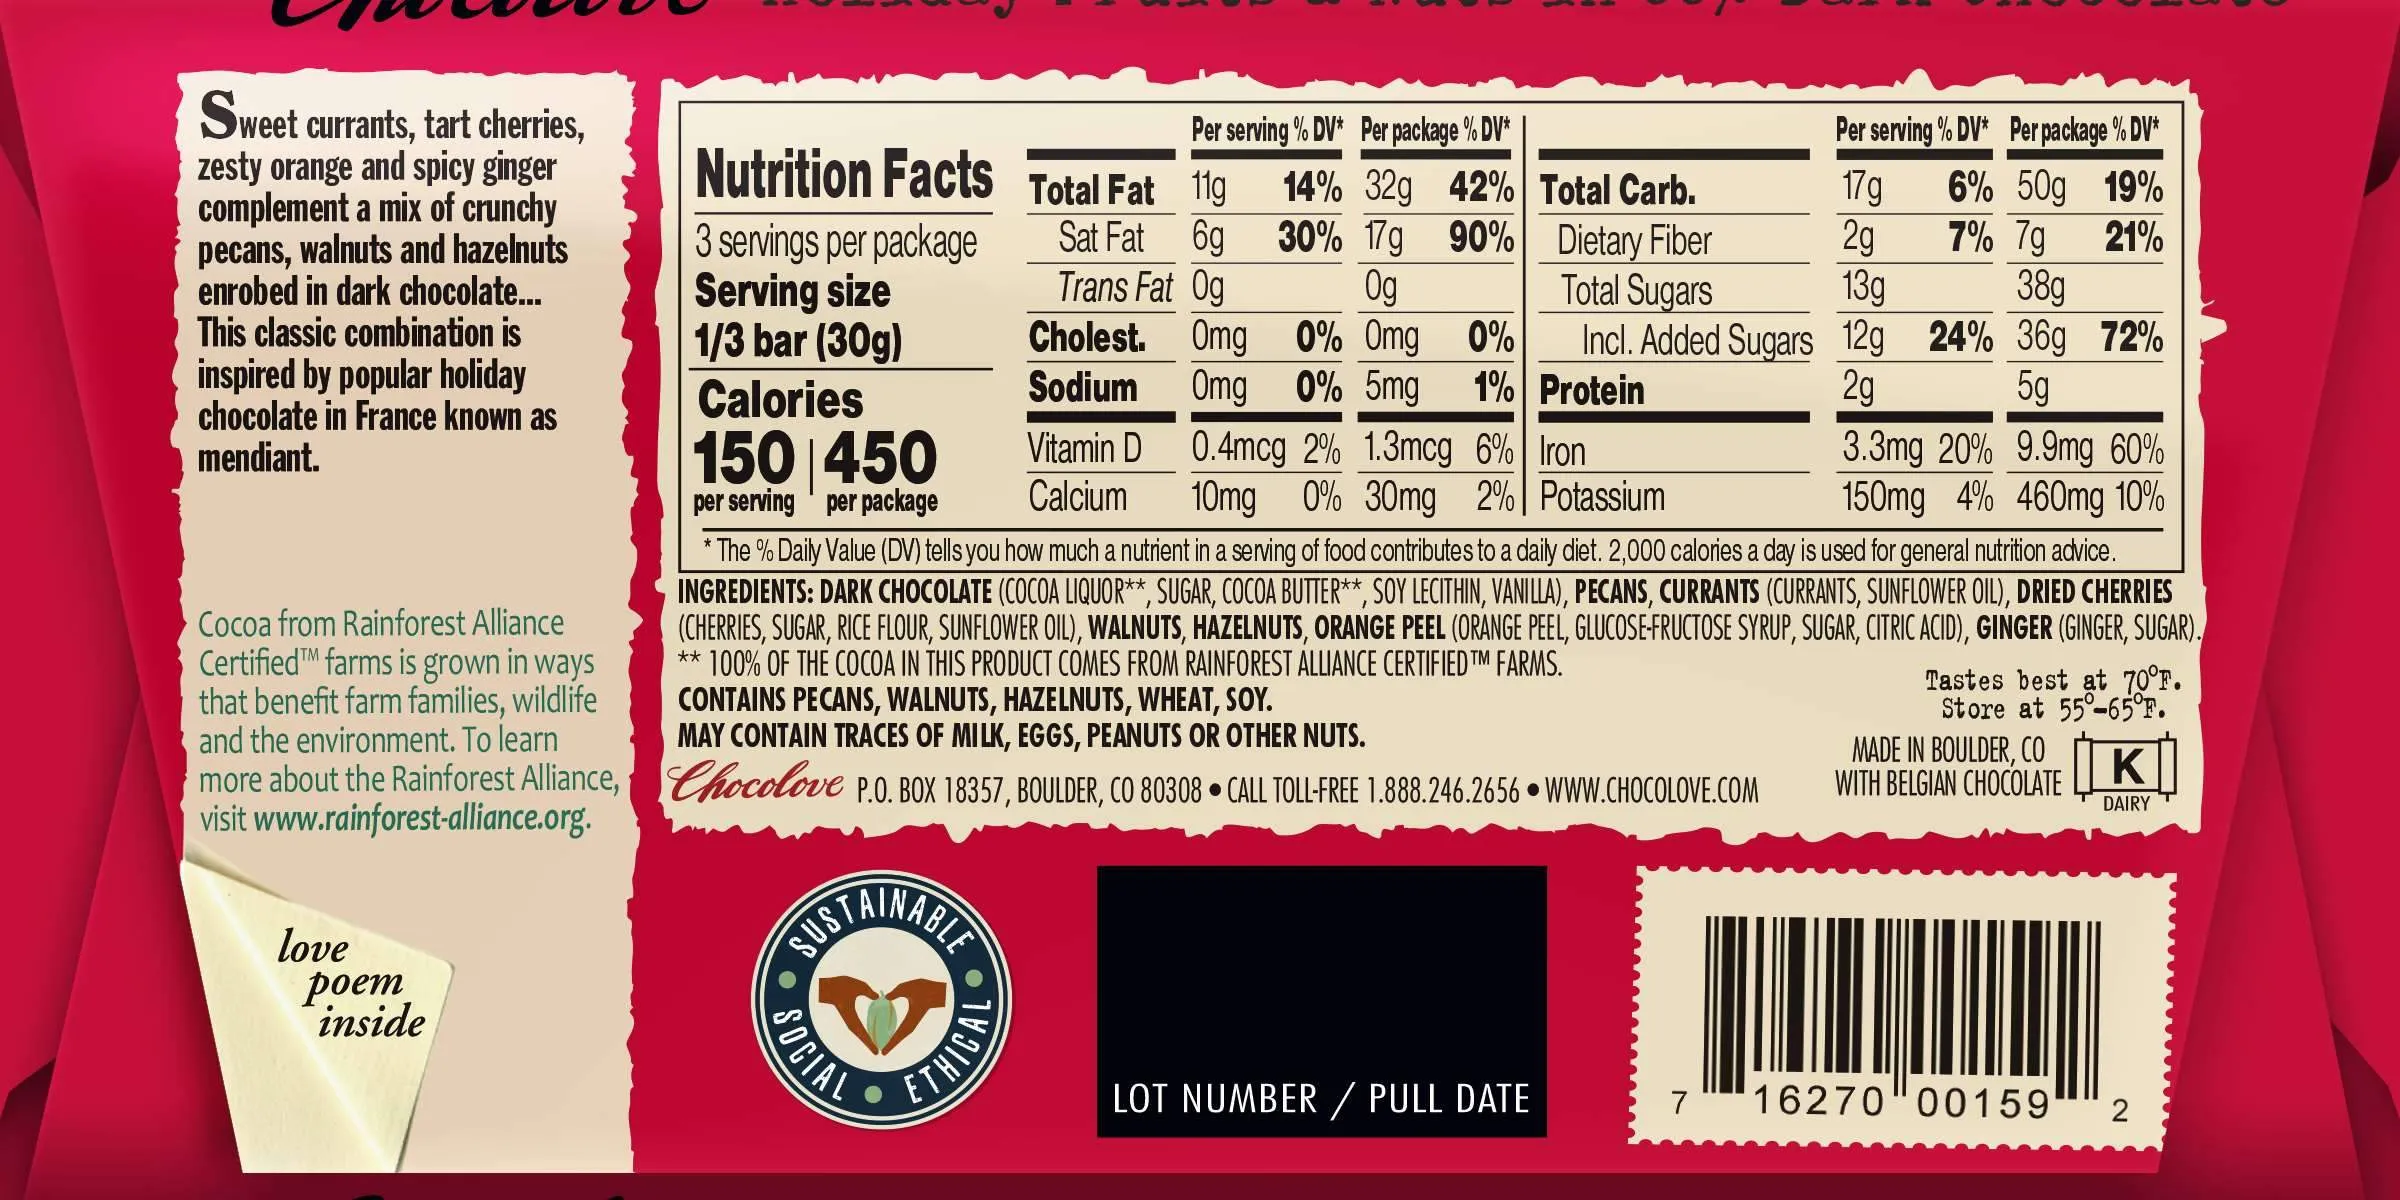 Chocolove Holiday Fruits & Nuts in 55% Dark Chocolate
Sweet currants, tart cherries,
zesty orange and spicy ginger
complement a mix of crunchy
pecans, walnuts and hazelnuts
enrobed in dark chocolate...
This classic combination is
inspired by popular holiday
chocolate in France known as
mendiant.
Cocoa from Rainforest Alliance
Certified™ farms is grown in ways
that benefit farm families, wildlife
and the environment. To learn
more about the Rainforest Alliance,
visit www.rainforest-alliance.org.
love
poem
inside
Nutrition Facts
3 servings per package
Serving size
1/3 bar (30g)
Calories
150 | 450
per serving per package
Per serving % DV* Per package % DV*
Total Fat 11g 14% 32g 42%
Sat Fat 6g 30% 17g 90%
Trans Fat 0g 0g
Cholest. 0mg 0% 0mg 0%
Sodium 0mg 0% 5mg 1%
Vitamin D 0.4mcg 2% 1.3mcg 6%
Calcium 10mg 0% 30mg 2%
Per serving % DV* Per package % DV*
Total Carb. 17g 6% 50g 19%
Dietary Fiber 2g 7% 7g 21%
Total Sugars 13g 38g
Incl. Added Sugars 12g 24% 36g 72%
Protein 2g 5g
Iron 3.3mg 20% 9.9mg 60%
Potassium 150mg 4% 460mg 10%
* The % Daily Value (DV) tells you how much a nutrient in a serving of food contributes to a daily diet. 2,000 calories a day is used for general nutrition advice.
INGREDIENTS: DARK CHOCOLATE (COCOA LIQUOR**, SUGAR, COCOA BUTTER**, SOY LECITHIN, VANILLA), PECANS, CURRANTS (CURRANTS, SUNFLOWER OIL), DRIED CHERRIES
(CHERRIES, SUGAR, RICE FLOUR, SUNFLOWER OIL), WALNUTS, HAZELNUTS, ORANGE PEEL (ORANGE PEEL, GLUCOSE-FRUCTOSE SYRUP, SUGAR, CITRIC ACID), GINGER (GINGER, SUGAR).
** 100% OF THE COCOA IN THIS PRODUCT COMES FROM RAINFOREST ALLIANCE CERTIFIED™ FARMS.
CONTAINS PECANS, WALNUTS, HAZELNUTS, WHEAT, SOY.
MAY CONTAIN TRACES OF MILK, EGGS, PEANUTS OR OTHER NUTS.
Tastes best at 70°F.
Store at 55°-65°F.
MADE IN BOULDER, CO
WITH BELGIAN CHOCOLATE
K
DAIRY
Chocolove P.O. BOX 18357, BOULDER, CO 80308 • CALL TOLL-FREE 1.888.246.2656 • WWW.CHOCOLOVE.COM
SUSTAINABLE • ETHICAL • SOCIAL •
LOT NUMBER / PULL DATE
7 16270 00159 2